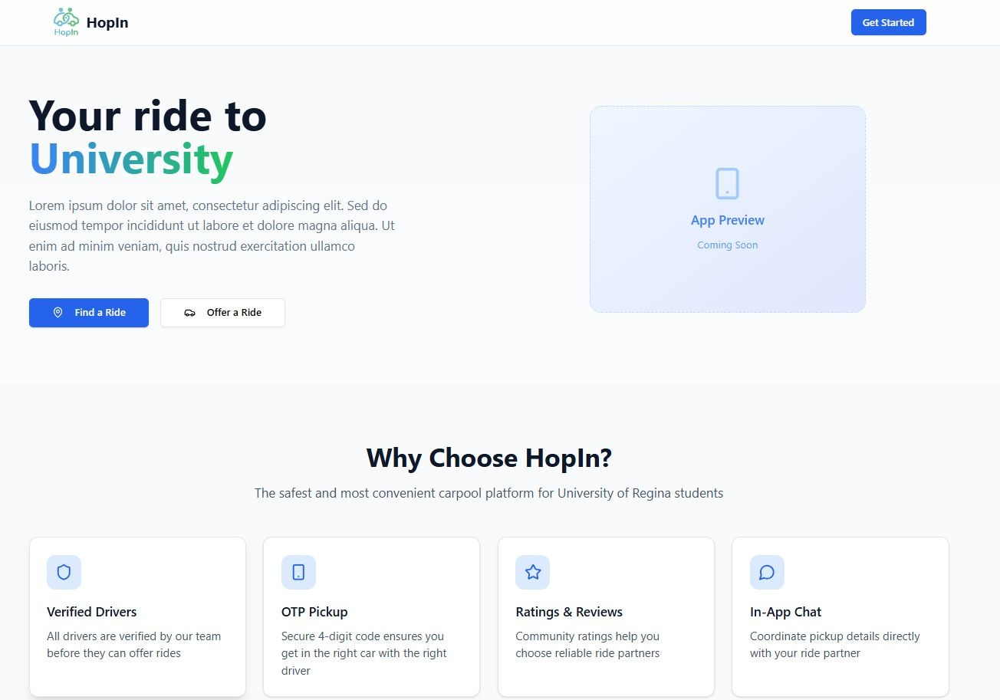 HopIn
HopIn
Get Started
Your ride to
University
Lorem ipsum dolor sit amet, consectetur adipiscing elit. Sed do
eiusmod tempor incididunt ut labore et dolore magna aliqua. Ut
enim ad minim veniam, quis nostrud exercitation ullamco
laboris.
Find a Ride
Offer a Ride
App Preview
Coming Soon
Why Choose HopIn?
The safest and most convenient carpool platform for University of Regina students
Verified Drivers
All drivers are verified by our team
before they can offer rides
OTP Pickup
Secure 4-digit code ensures you
get in the right car with the right
driver
Ratings & Reviews
Community ratings help you
choose reliable ride partners
In-App Chat
Coordinate pickup details directly
with your ride partner